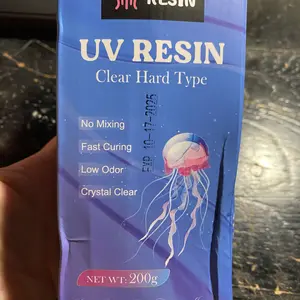 RESIN
UV RESIN
Clear Hard Type
No Mixing
Fast Curing
Low Odor
Crystal Clear
EXP 10-17-2025
NET WT: 200g